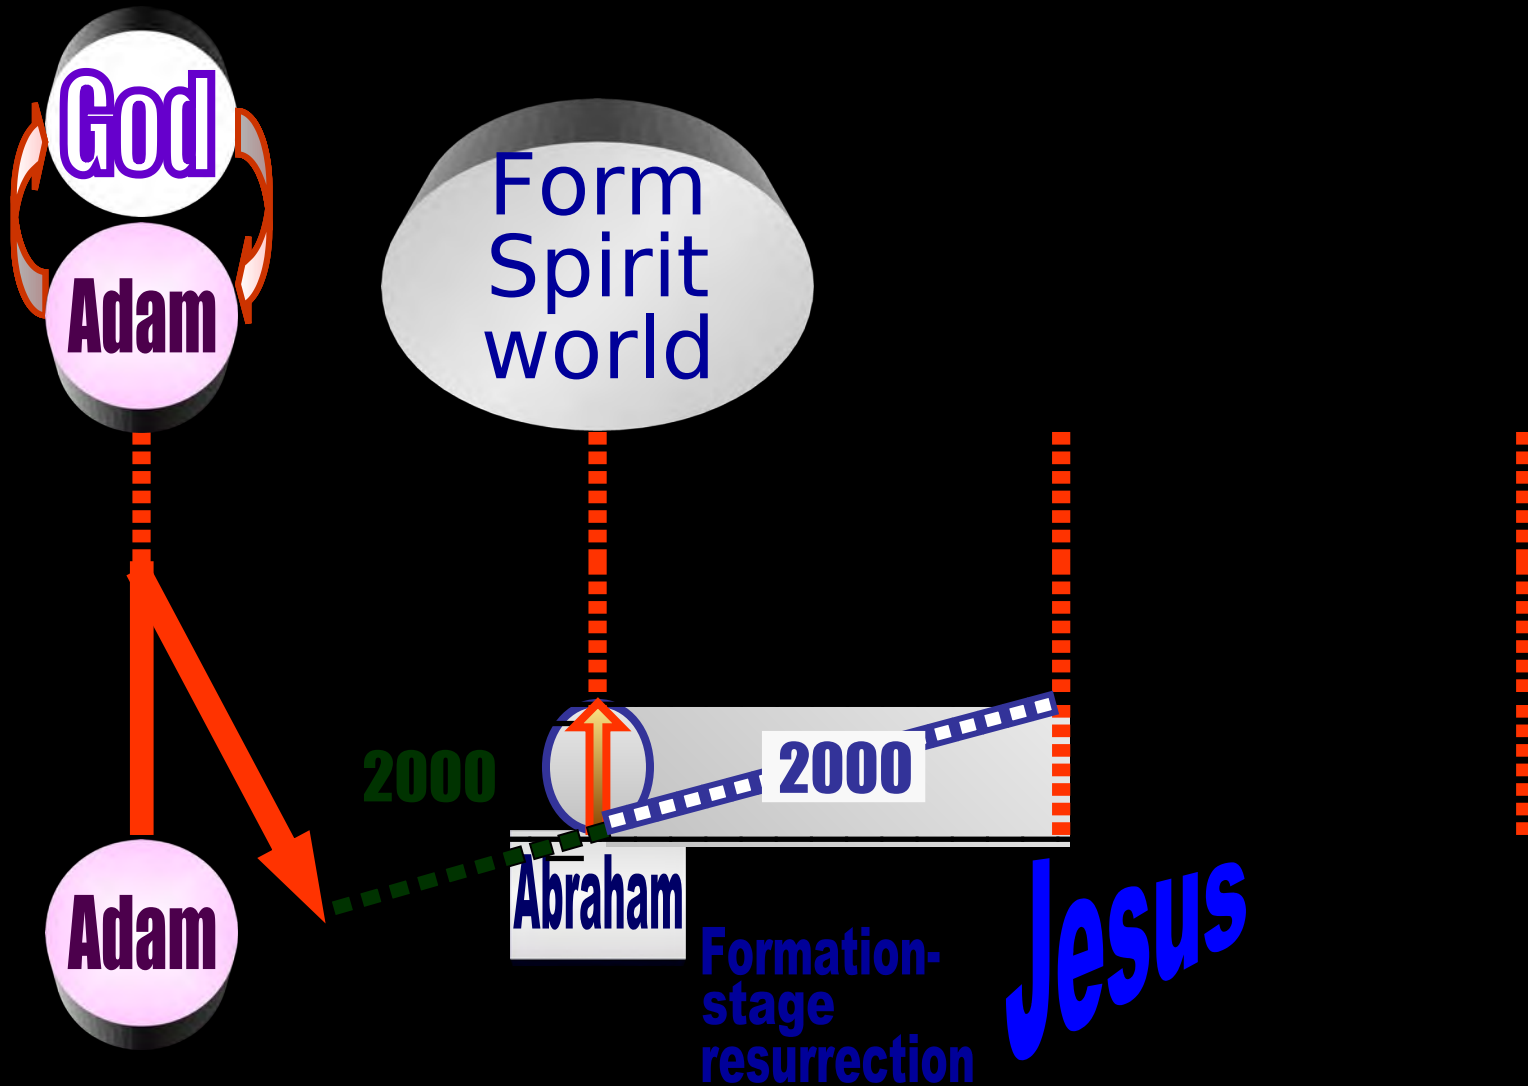 God
Adam
Form
Spirit
world
2000
2000
Adam
Abraham
Jesus
Formation-
stage
resurrection